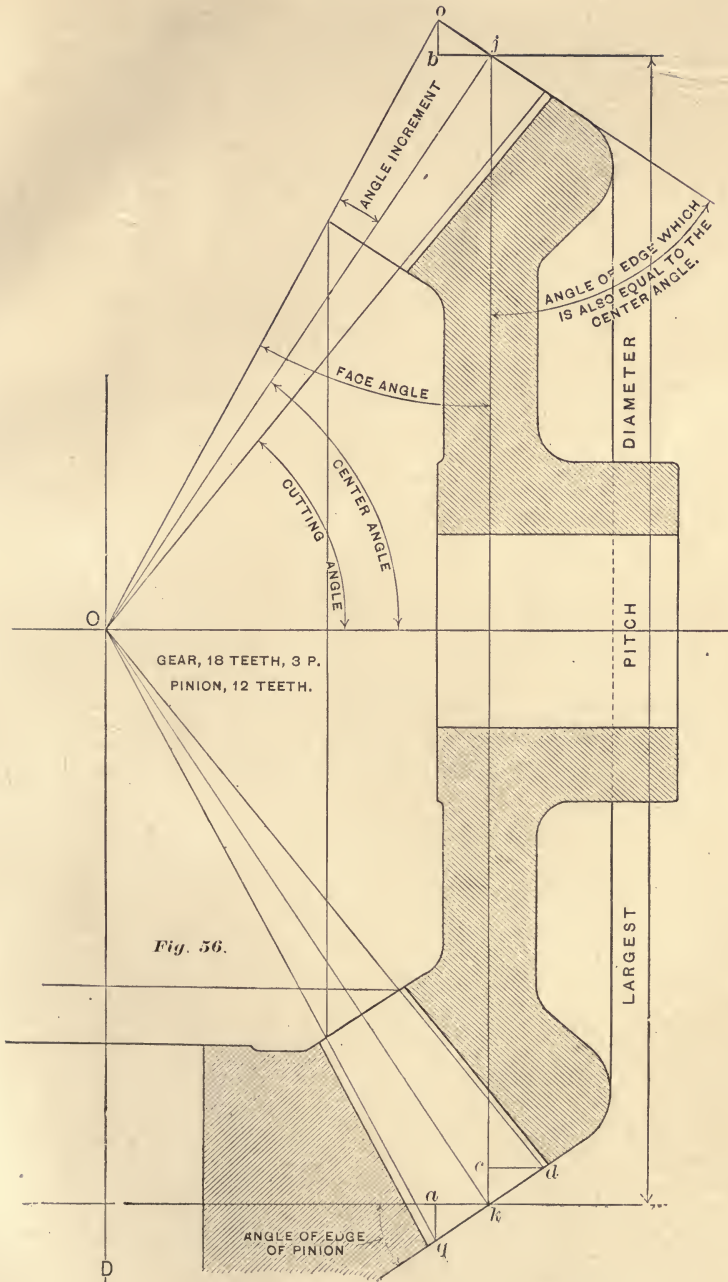 o
j
b
ANGLE INCREMENT
ANGLE OF EDGE WHICH
IS ALSO EQUAL TO THE
CENTER ANGLE.
FACE ANGLE
DIAMETER
CENTER ANGLE
CUTTING
ANGLE
O
PITCH
GEAR, 18 TEETH, 3 P.
PINION, 12 TEETH.
LARGEST
Fig. 56.
c
d
a
k
q
ANGLE OF EDGE
OF PINION
D